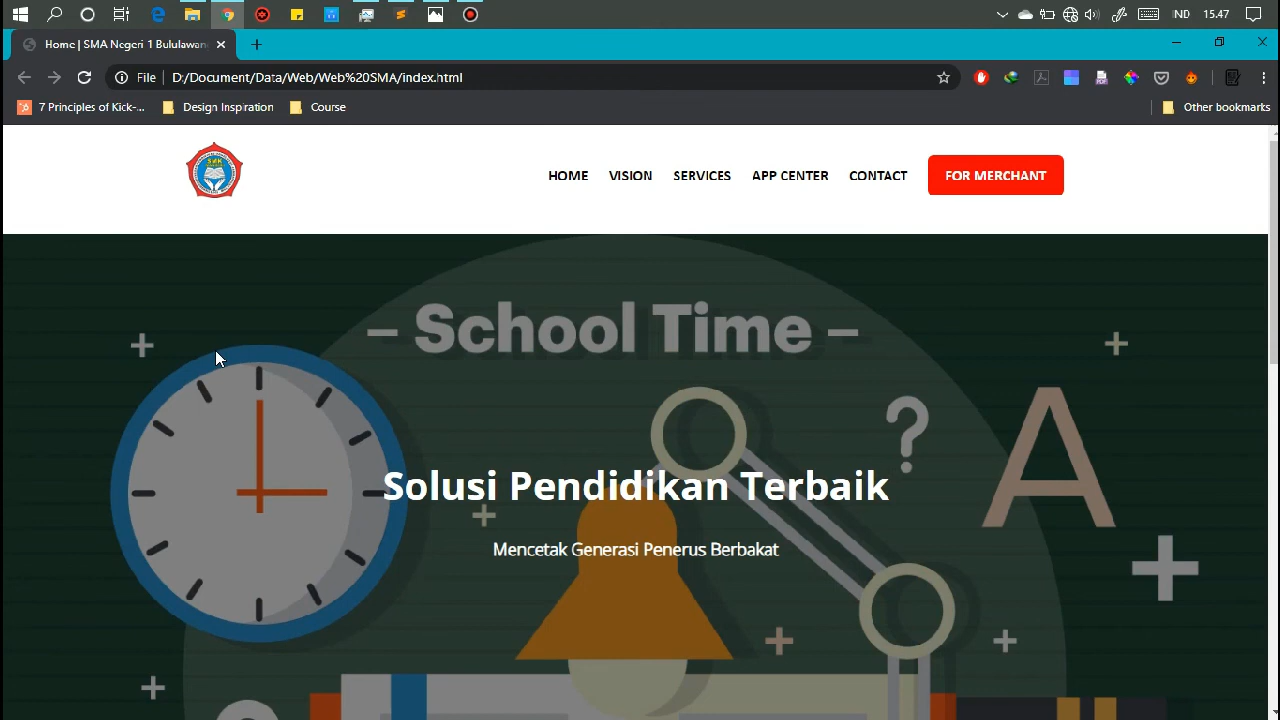 IND 15.47
Home | SMA Negeri 1 Bululawan
File D:/Document/Data/Web/Web%20SMA/index.html
7 Principles of Kick-... Design Inspiration Course Other bookmarks
SMK
HOME VISION SERVICES APP CENTER CONTACT FOR MERCHANT
– School Time –
?
A
Solusi Pendidikan Terbaik
Mencetak Generasi Penerus Berbakat